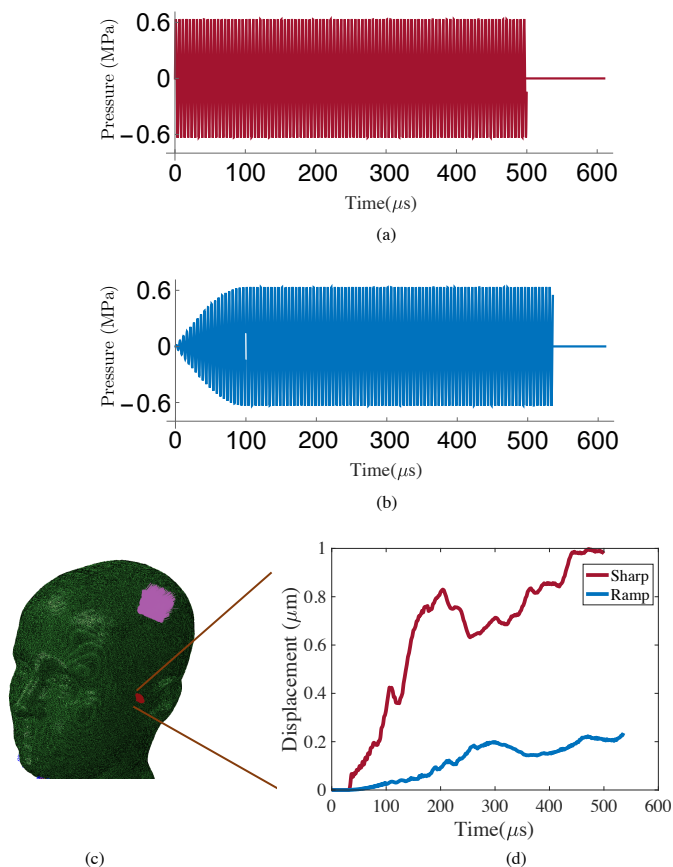 0.6
0
−0.6
Pressure (MPa)
0 100 200 300 400 500 600
Time(μs)
(a)
0.6
0
−0.6
Pressure (MPa)
0 100 200 300 400 500 600
Time(μs)
(b)
1
0.8
0.6
0.4
0.2
0
Displacement (μm)
Sharp
Ramp
0 100 200 300 400 500 600
Time(μs)
(c)
(d)